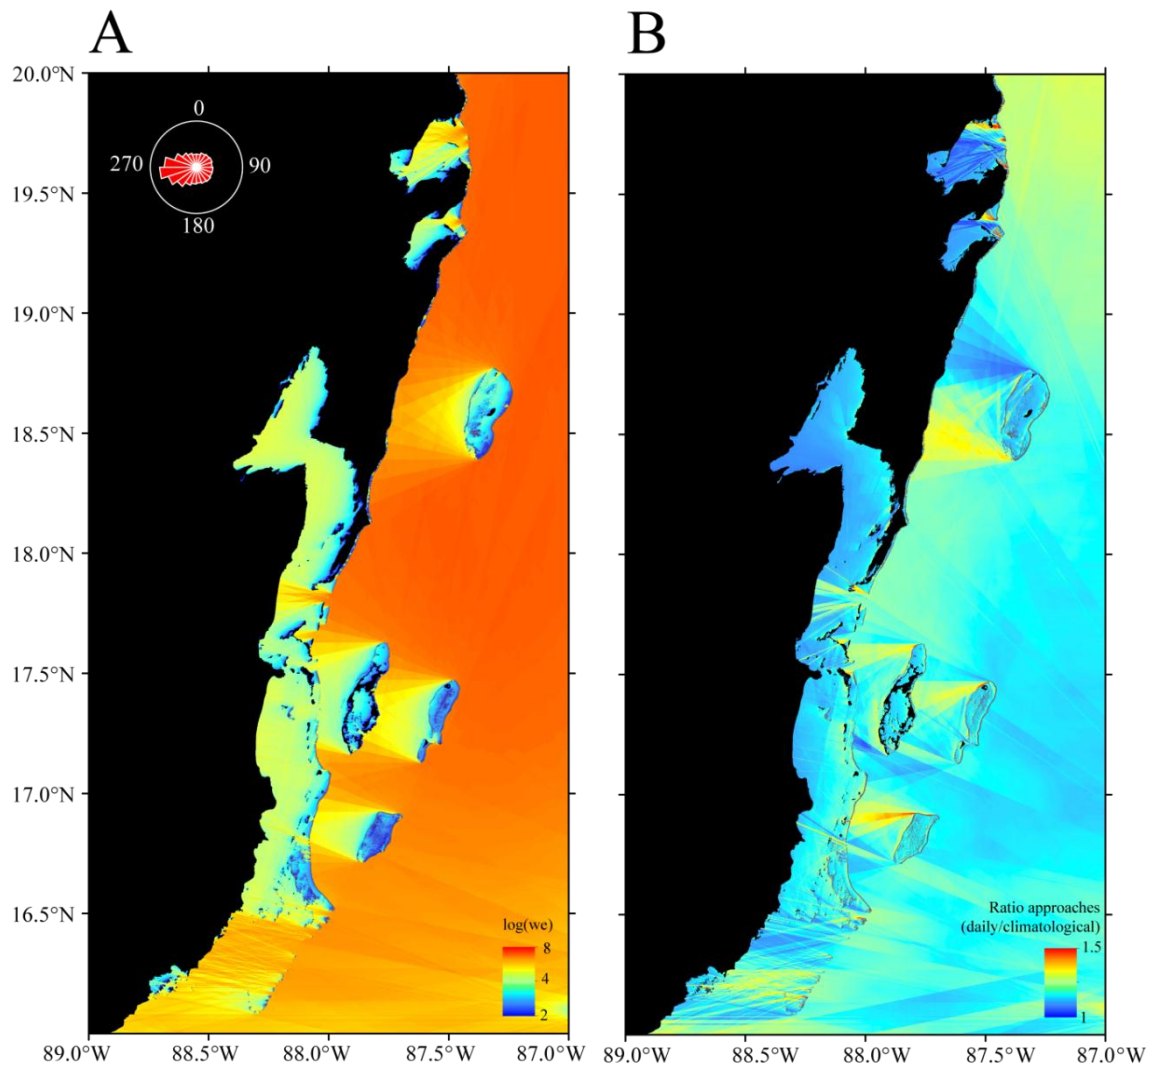 A
B
20.0°N
19.5°N
19.0°N
18.5°N
18.0°N
17.5°N
17.0°N
16.5°N
0
270
90
180
log(we)
8
4
2
Ratio approaches
(daily/climatological)
1.5
1
89.0°W 88.5°W 88.0°W 87.5°W 87.0°W
89.0°W 88.5°W 88.0°W 87.5°W 87.0°W